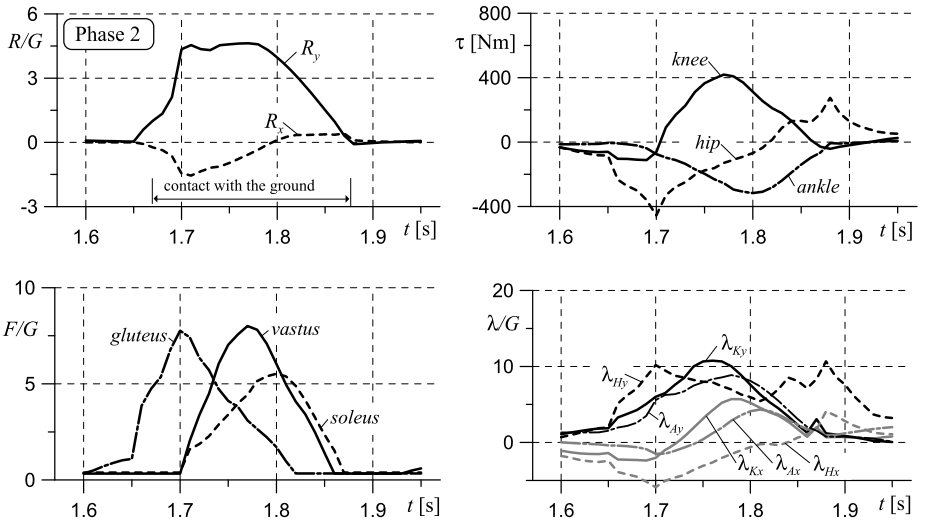 6
R/G
Phase 2
3
0
-3
R_y
R_x
contact with the ground
1.6
1.7
1.8
1.9
t [s]
800
τ [Nm]
400
0
-400
knee
hip
ankle
1.6
1.7
1.8
1.9
t [s]
10
F/G
5
0
gluteus
vastus
soleus
1.6
1.7
1.8
1.9
t [s]
20
λ/G
10
0
λ_Ky
λ_Hy
λ_Ay
λ_Kx
λ_Ax
λ_Hx
1.6
1.7
1.8
1.9
t [s]